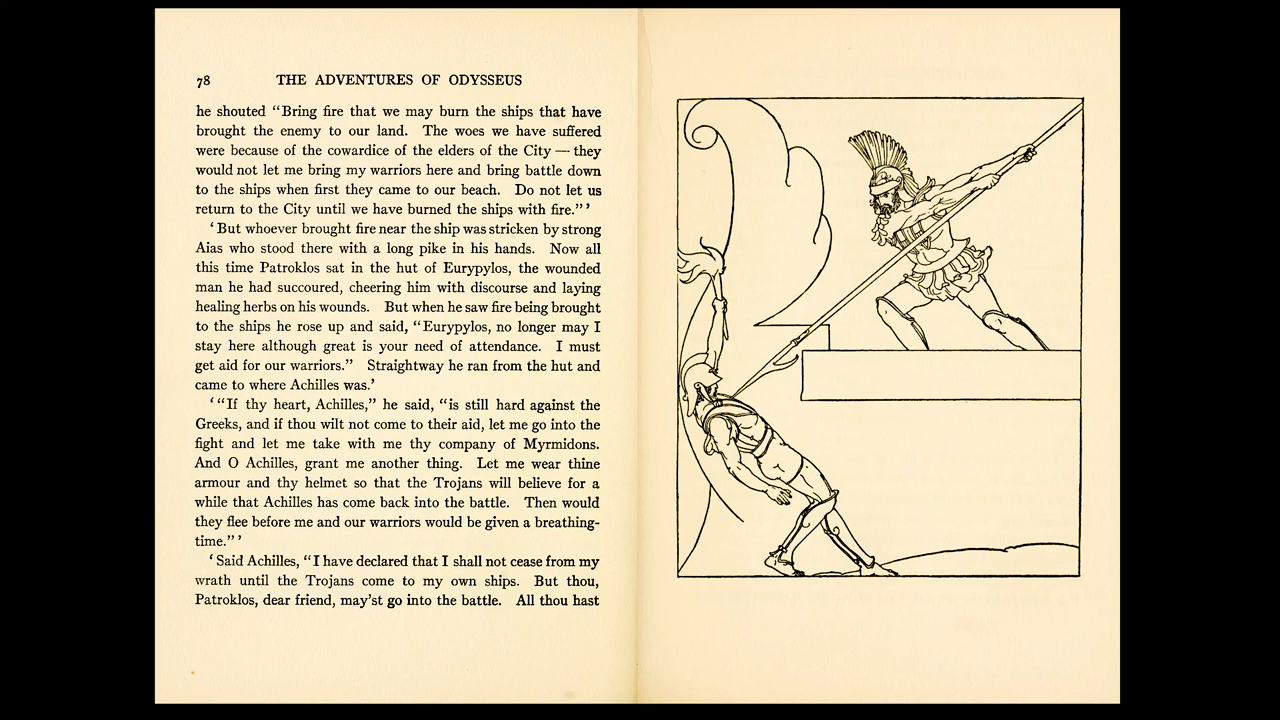 78 THE ADVENTURES OF ODYSSEUS
he shouted “Bring fire that we may burn the ships that have
brought the enemy to our land. The woes we have suffered
were because of the cowardice of the elders of the City — they
would not let me bring my warriors here and bring battle down
to the ships when first they came to our beach. Do not let us
return to the City until we have burned the ships with fire.” ’
‘ But whoever brought fire near the ship was stricken by strong
Aias who stood there with a long pike in his hands. Now all
this time Patroklos sat in the hut of Eurypylos, the wounded
man he had succoured, cheering him with discourse and laying
healing herbs on his wounds. But when he saw fire being brought
to the ships he rose up and said, “Eurypylos, no longer may I
stay here although great is your need of attendance. I must
get aid for our warriors.” Straightway he ran from the hut and
came to where Achilles was.’
‘ “If thy heart, Achilles,” he said, “is still hard against the
Greeks, and if thou wilt not come to their aid, let me go into the
fight and let me take with me thy company of Myrmidons.
And O Achilles, grant me another thing. Let me wear thine
armour and thy helmet so that the Trojans will believe for a
while that Achilles has come back into the battle. Then would
they flee before me and our warriors would be given a breathing-
time.” ’
‘ Said Achilles, “I have declared that I shall not cease from my
wrath until the Trojans come to my own ships. But thou,
Patroklos, dear friend, may’st go into the battle. All thou hast